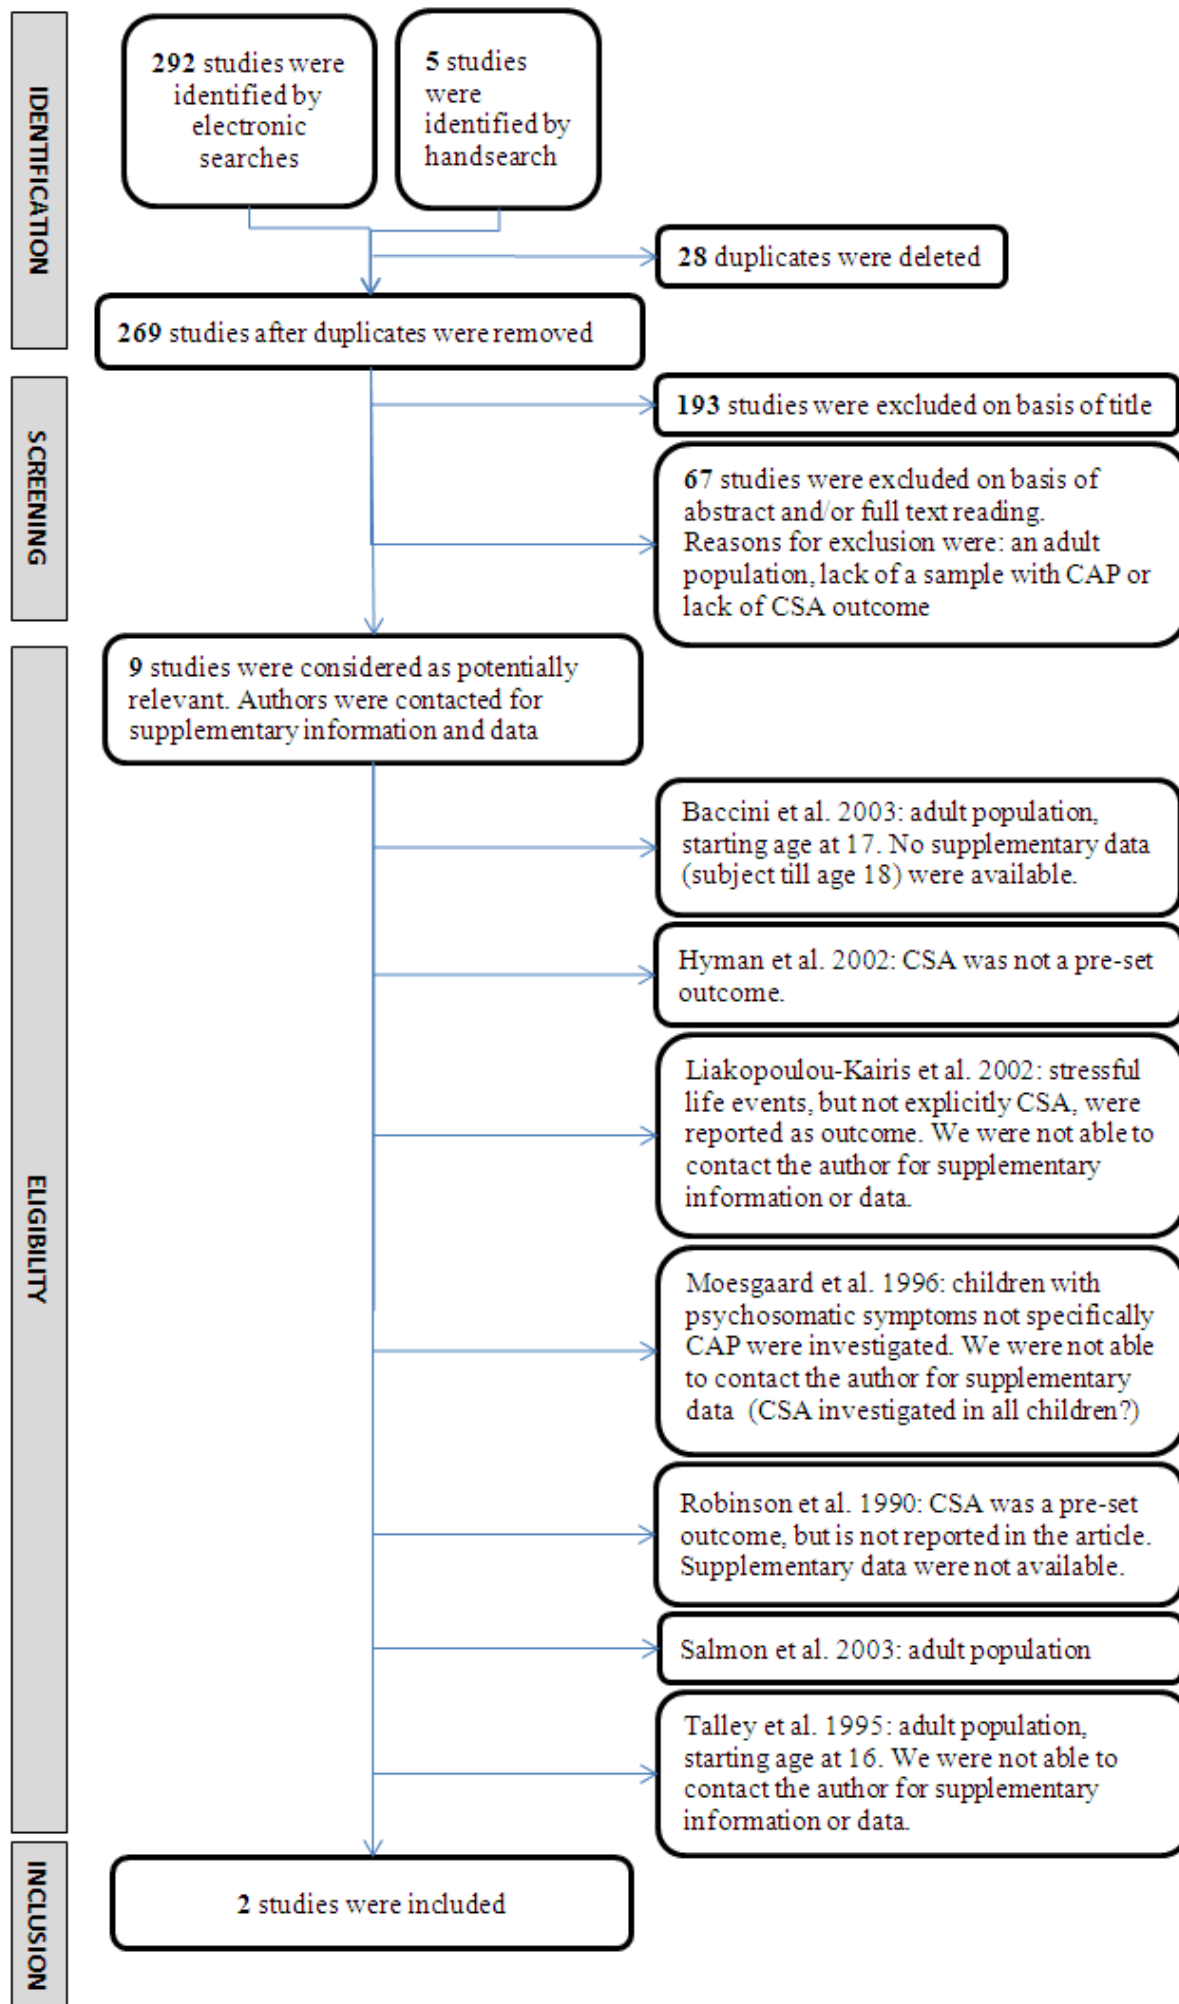 IDENTIFICATION
292 studies were
identified by
electronic
searches
5 studies
were
identified by
handsearch
28 duplicates were deleted
269 studies after duplicates were removed
SCREENING
193 studies were excluded on basis of title
67 studies were excluded on basis of
abstract and/or full text reading.
Reasons for exclusion were: an adult
population, lack of a sample with CAP or
lack of CSA outcome
ELIGIBILITY
9 studies were considered as potentially
relevant. Authors were contacted for
supplementary information and data
Baccini et al. 2003: adult population,
starting age at 17. No supplementary data
(subject till age 18) were available.
Hyman et al. 2002: CSA was not a pre-set
outcome.
Liakopoulou-Kairis et al. 2002: stressful
life events, but not explicitly CSA, were
reported as outcome. We were not able to
contact the author for supplementary
information or data.
Moesgaard et al. 1996: children with
psychosomatic symptoms not specifically
CAP were investigated. We were not able
to contact the author for supplementary
data (CSA investigated in all children?)
Robinson et al. 1990: CSA was a pre-set
outcome, but is not reported in the article.
Supplementary data were not available.
Salmon et al. 2003: adult population
Talley et al. 1995: adult population,
starting age at 16. We were not able to
contact the author for supplementary
information or data.
INCLUSION
2 studies were included